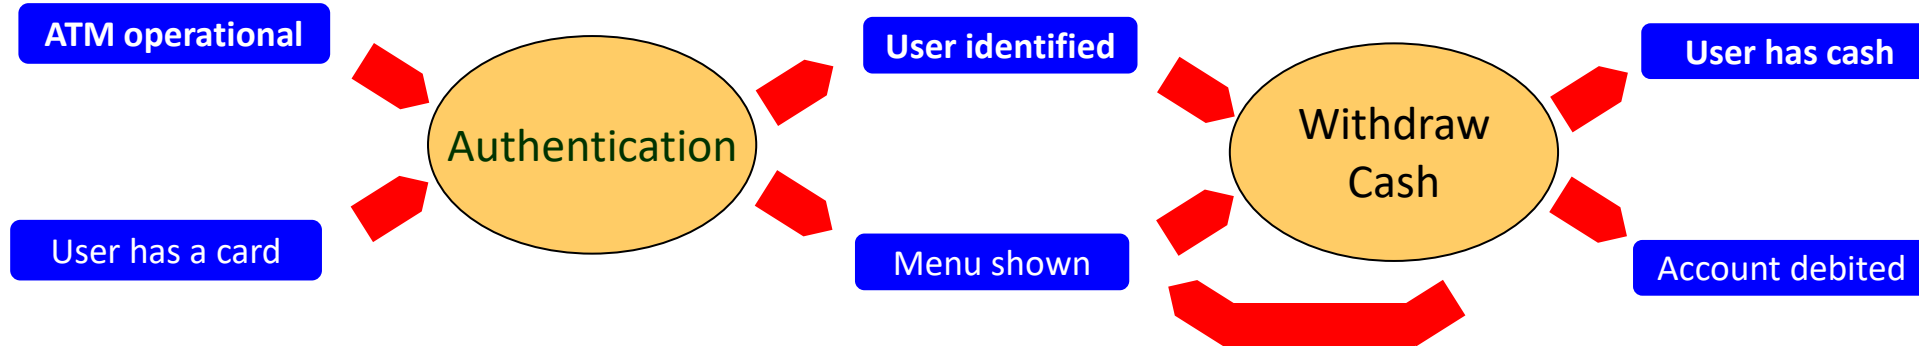 ATM operational
User has a card
Authentication
User identified
Menu shown
Withdraw
Cash
User has cash
Account debited